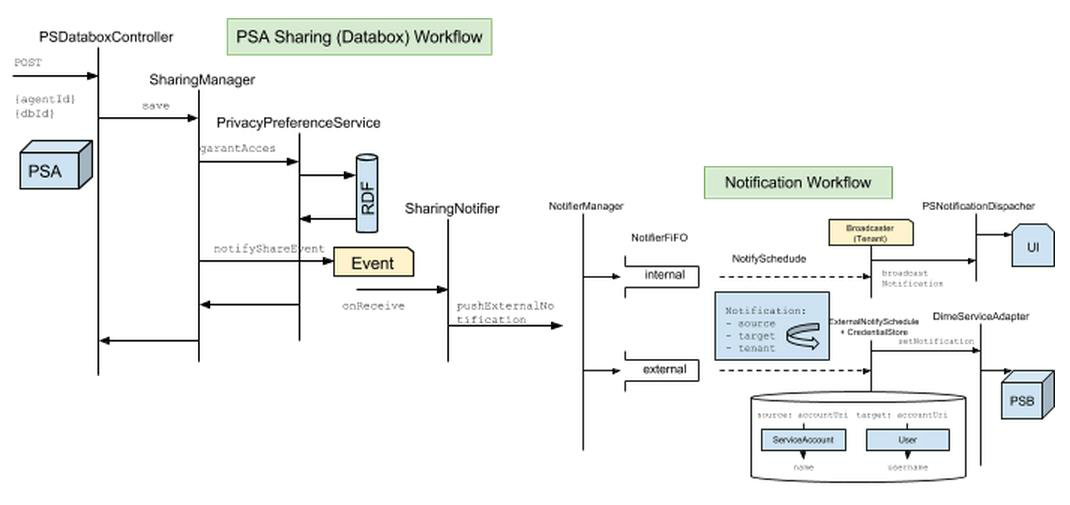 PSDataboxController
PSA Sharing (Databox) Workflow
POST
{agentId}
{dbId}
PSA
SharingManager
save
PrivacyPreferenceService
garantAcces
RDF
SharingNotifier
notifyShareEvent
Event
onReceive
pushExternalNo
tification
Notification Workflow
NotifierManager
NotifierFiFO
internal
external
NotifySchedude
Broadcaster
(Tenant)
PSNotificationDispacher
UI
broadcast
Notification
Notification:
- source
- target
- tenant
ExternalNotifySchedule
+ CredentialStore
DimeServiceAdapter
setNotification
PSB
source: accountUri target: accountUri
ServiceAccount
User
name
username